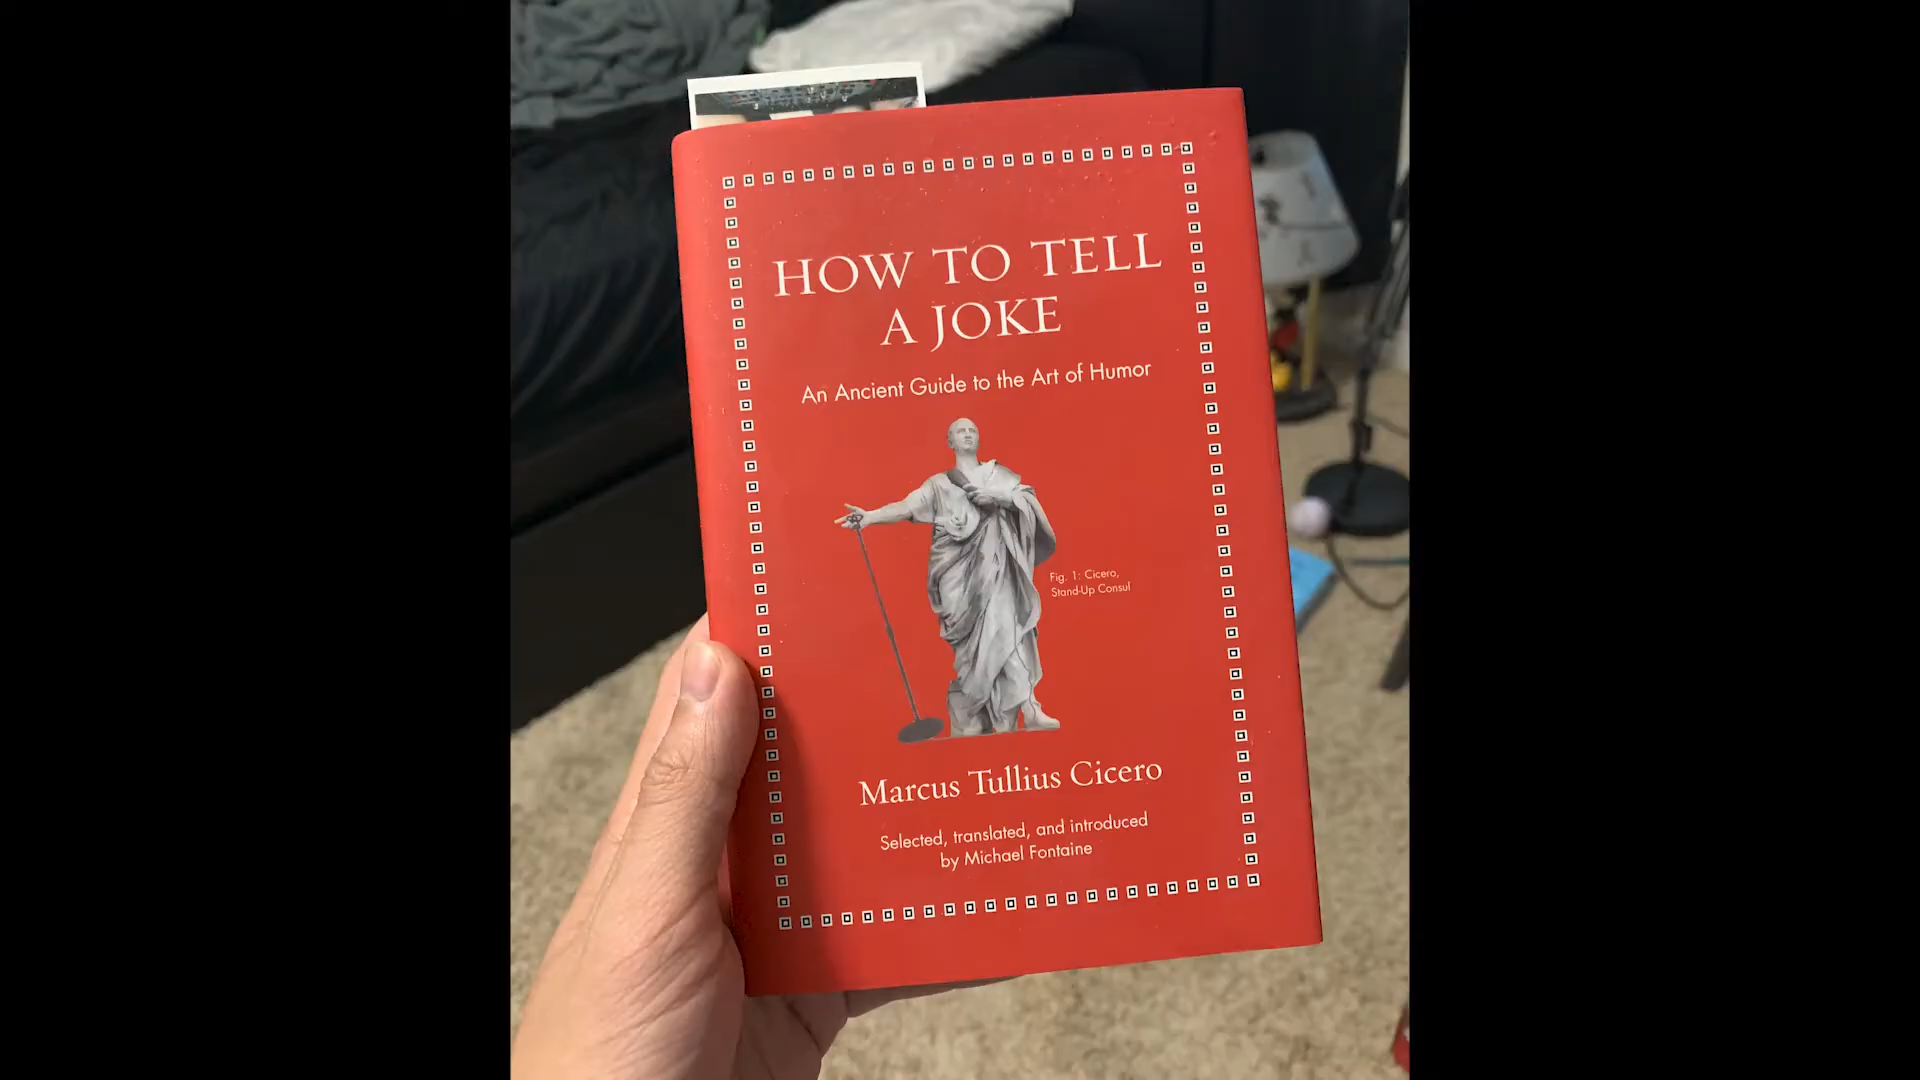 HOW TO TELL
A JOKE
An Ancient Guide to the Art of Humor
Fig. 1: Cicero,
Stand-Up Consul
Marcus Tullius Cicero
Selected, translated, and introduced
by Michael Fontaine